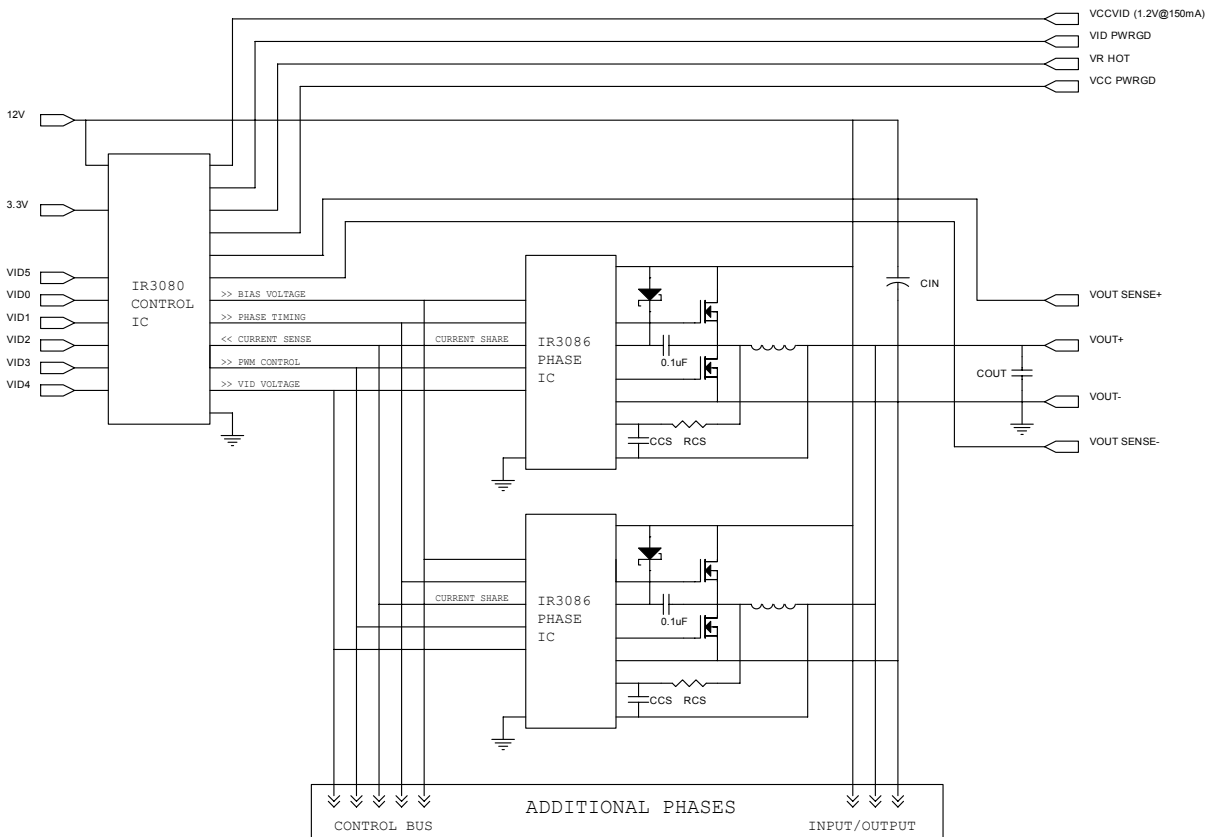 VCCVID (1.2V@150mA)
VID PWRGD
VR HOT
VCC PWRGD
12V
3.3V
VID5
VID0
VID1
VID2
VID3
VID4
IR3080
CONTROL
IC
>> BIAS VOLTAGE
>> PHASE TIMING
<< CURRENT SENSE
>> PWM CONTROL
>> VID VOLTAGE
CURRENT SHARE
IR3086
PHASE
IC
0.1uF
CCS RCS
CIN
COUT
VOUT SENSE+
VOUT+
VOUT-
VOUT SENSE-
CURRENT SHARE
IR3086
PHASE
IC
0.1uF
CCS RCS
ADDITIONAL PHASES
CONTROL BUS
INPUT/OUTPUT